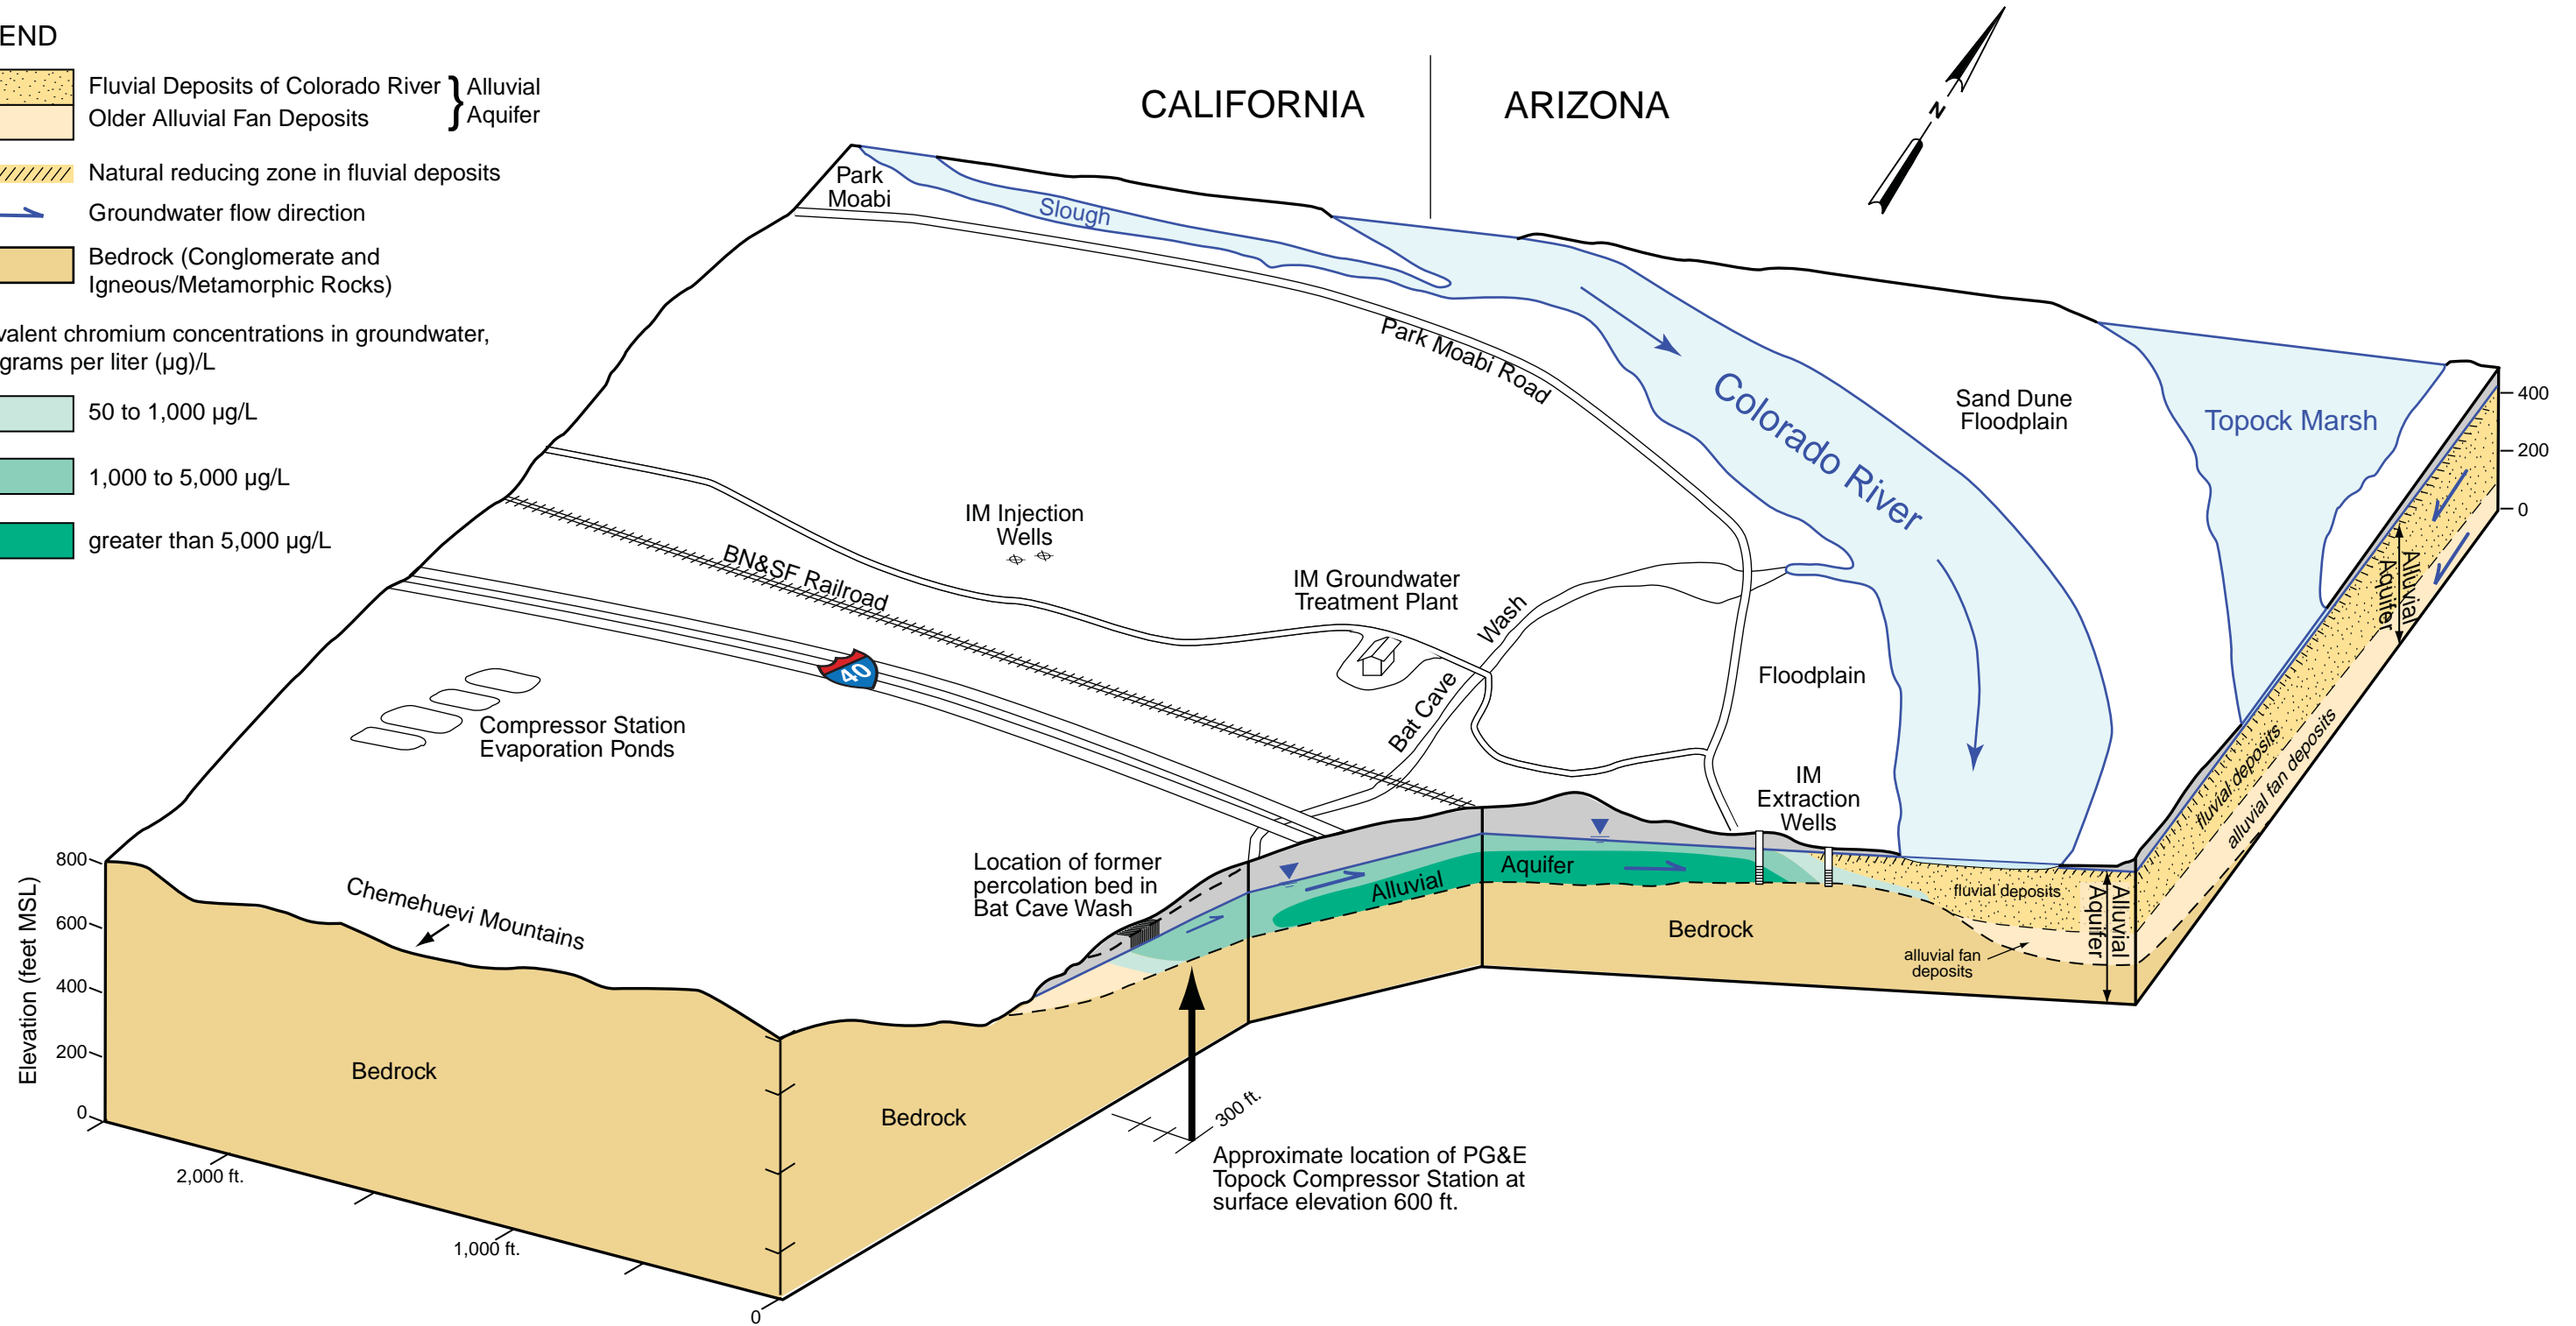 END
Fluvial Deposits of Colorado River
Older Alluvial Fan Deposits
Alluvial
Aquifer
Natural reducing zone in fluvial deposits
Groundwater flow direction
Bedrock (Conglomerate and
Igneous/Metamorphic Rocks)
valent chromium concentrations in groundwater,
grams per liter (µg)/L
50 to 1,000 µg/L
1,000 to 5,000 µg/L
greater than 5,000 µg/L
CALIFORNIA
ARIZONA
N
Park
Moabi
Slough
Park Moabi Road
Colorado River
Sand Dune
Floodplain
Topock Marsh
400
200
0
IM Injection
Wells
BN&SF Railroad
IM Groundwater
Treatment Plant
Bat Cave Wash
Floodplain
40
Compressor Station
Evaporation Ponds
IM
Extraction
Wells
Location of former
percolation bed in
Bat Cave Wash
Chemehuevi Mountains
Elevation (feet MSL)
800
600
400
200
0
Alluvial
Aquifer
fluvial deposits
alluvial fan
deposits
Alluvial
Aquifer
fluvial deposits
alluvial fan deposits
Alluvial
Aquifer
Bedrock
Bedrock
Bedrock
300 ft.
Approximate location of PG&E
Topock Compressor Station at
surface elevation 600 ft.
2,000 ft.
1,000 ft.
0